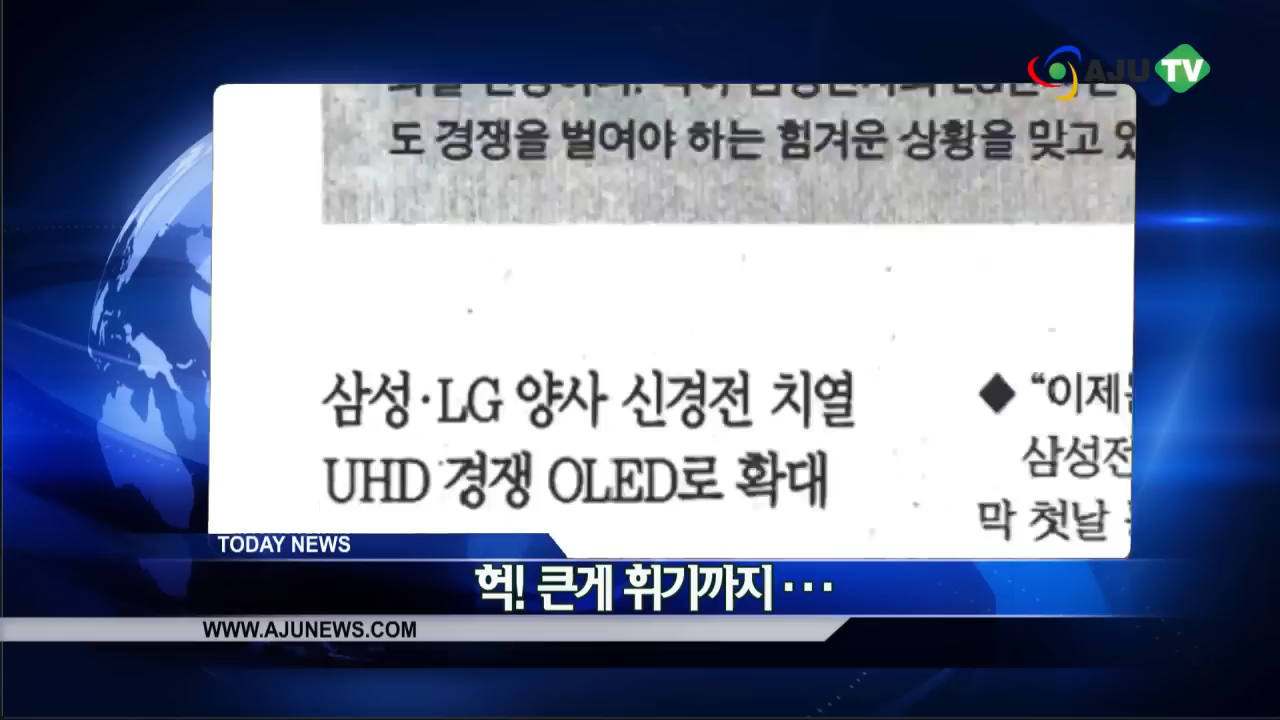 AJU TV
도 경쟁을 벌여야 하는 힘겨운 상황을 맞고
삼성·LG 양사 신경전 치열
UHD 경쟁 OLED로 확대
◆ “이제
삼성전
막 첫날
TODAY NEWS
헉! 큰게 휘기까지···
WWW.AJUNEWS.COM